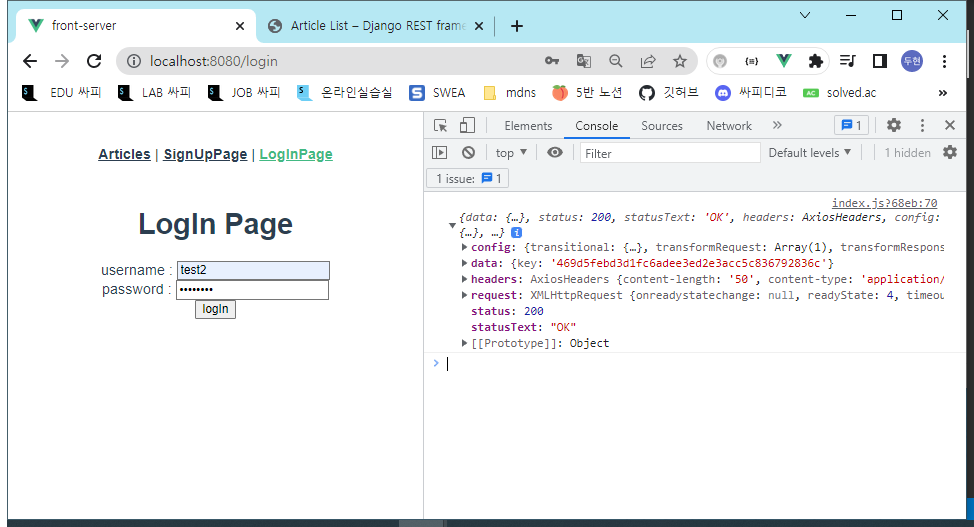 front-server
Article List – Django REST frame
localhost:8080/login
두현
EDU 싸피
LAB 싸피
JOB 싸피
온라인실습실
SWEA
mdns
5반 노션
깃허브
싸피디코
solved.ac
»
Elements
Console
Sources
Network
»
1
top
Filter
Default levels
1 hidden
1 issue: 1
Articles | SignUpPage | LogInPage
LogIn Page
username : test2
password : ••••••••
logIn
index.js?68eb:70
{data: {…}, status: 200, statusText: 'OK', headers: AxiosHeaders, config:
{…}, …}
config: {transitional: {…}, transformRequest: Array(1), transformRespons
data: {key: '469d5febd3d1fc6adee3ed2e3acc5c836792836c'}
headers: AxiosHeaders {content-length: '50', content-type: 'application/
request: XMLHttpRequest {onreadystatechange: null, readyState: 4, timeou
status: 200
statusText: "OK"
[[Prototype]]: Object